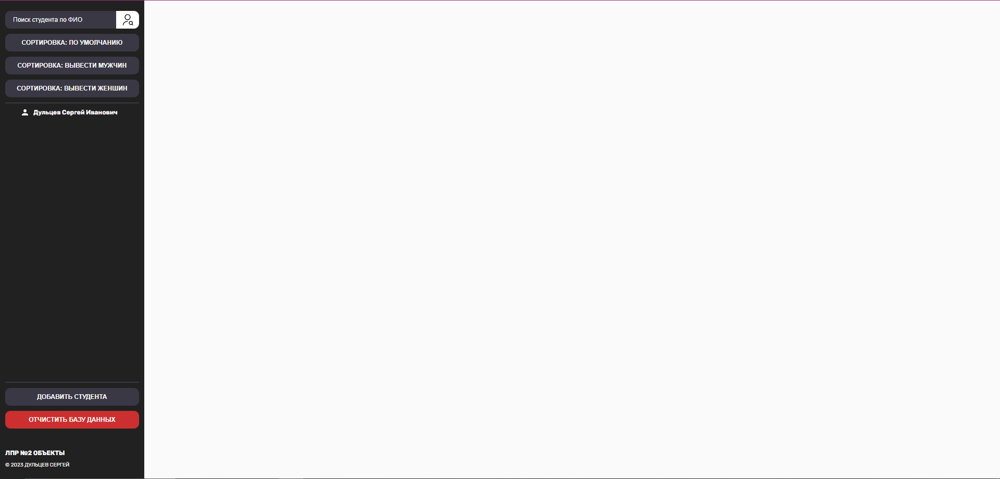 Поиск студента по ФИО
СОРТИРОВКА: ПО УМОЛЧАНИЮ
СОРТИРОВКА: ВЫВЕСТИ МУЖЧИН
СОРТИРОВКА: ВЫВЕСТИ ЖЕНШИН
Дульцев Сергей Иванович
ДОБАВИТЬ СТУДЕНТА
ОТЧИСТИТЬ БАЗУ ДАННЫХ
ЛПР №2 ОБЪЕКТЫ
© 2023 ДУЛЬЦЕВ СЕРГЕЙ